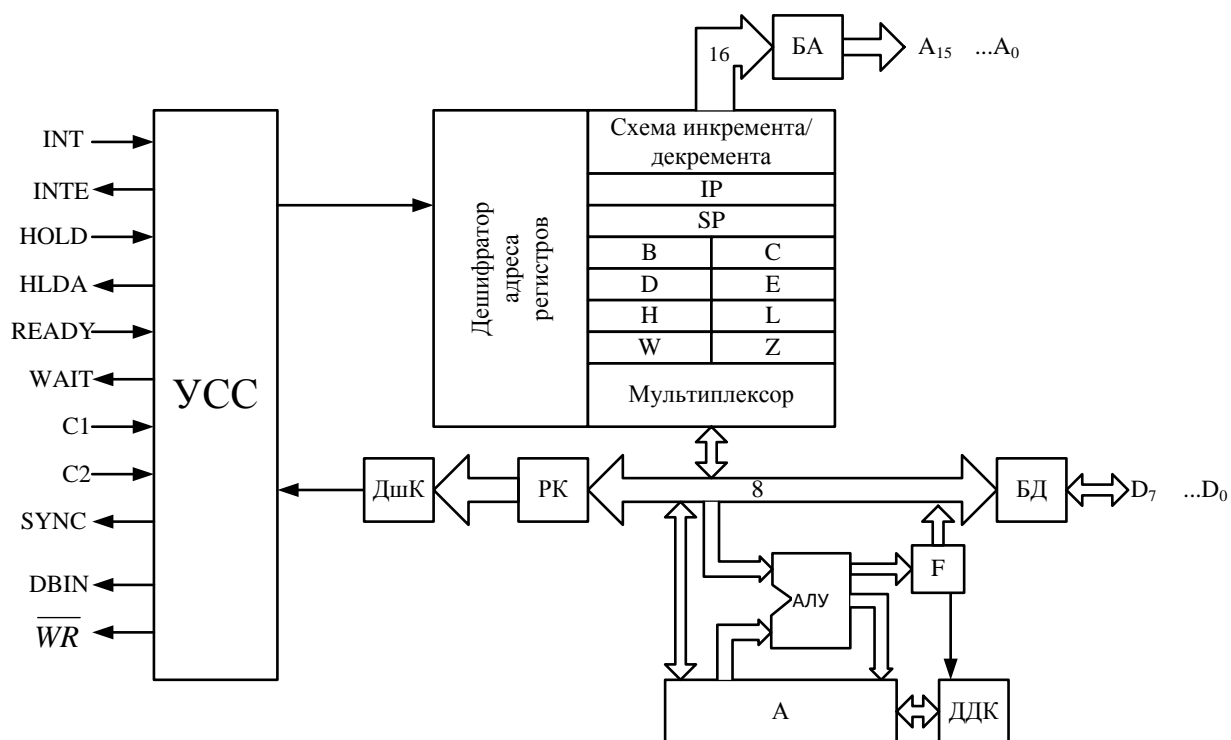 16
БА
A15 ...A0
INT
INTE
HOLD
HLDA
READY
WAIT
C1
C2
SYNC
DBIN
WR
УСС
Дешифратор
адреса
регистров
Схема инкремента/
декремента
IP
SP
B C
D E
H L
W Z
Мультиплексор
ДшК
РК
8
БД
D7 ...D0
АЛУ
F
A
ДДК